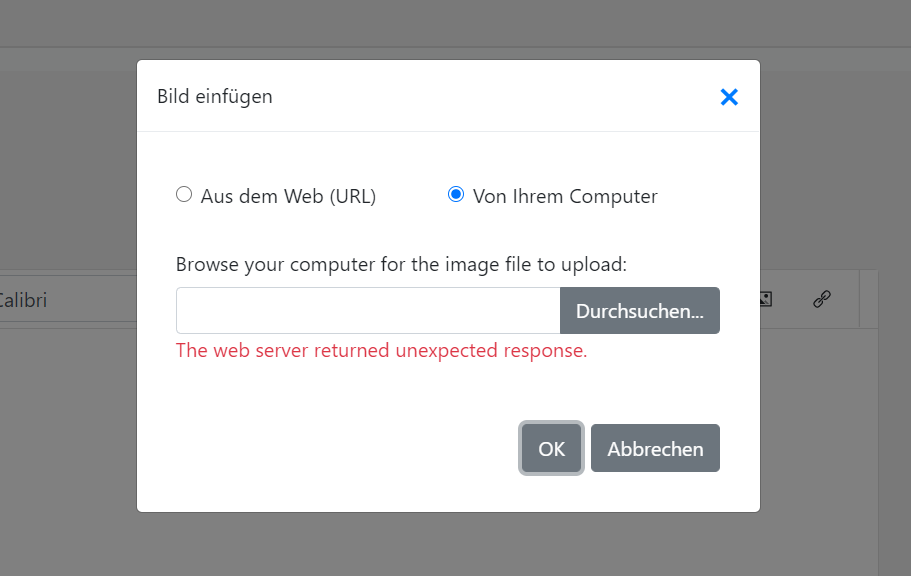 Bild einfügen
Aus dem Web (URL) Von Ihrem Computer
Browse your computer for the image file to upload:
Calibri
Durchsuchen...
The web server returned unexpected response.
OK Abbrechen